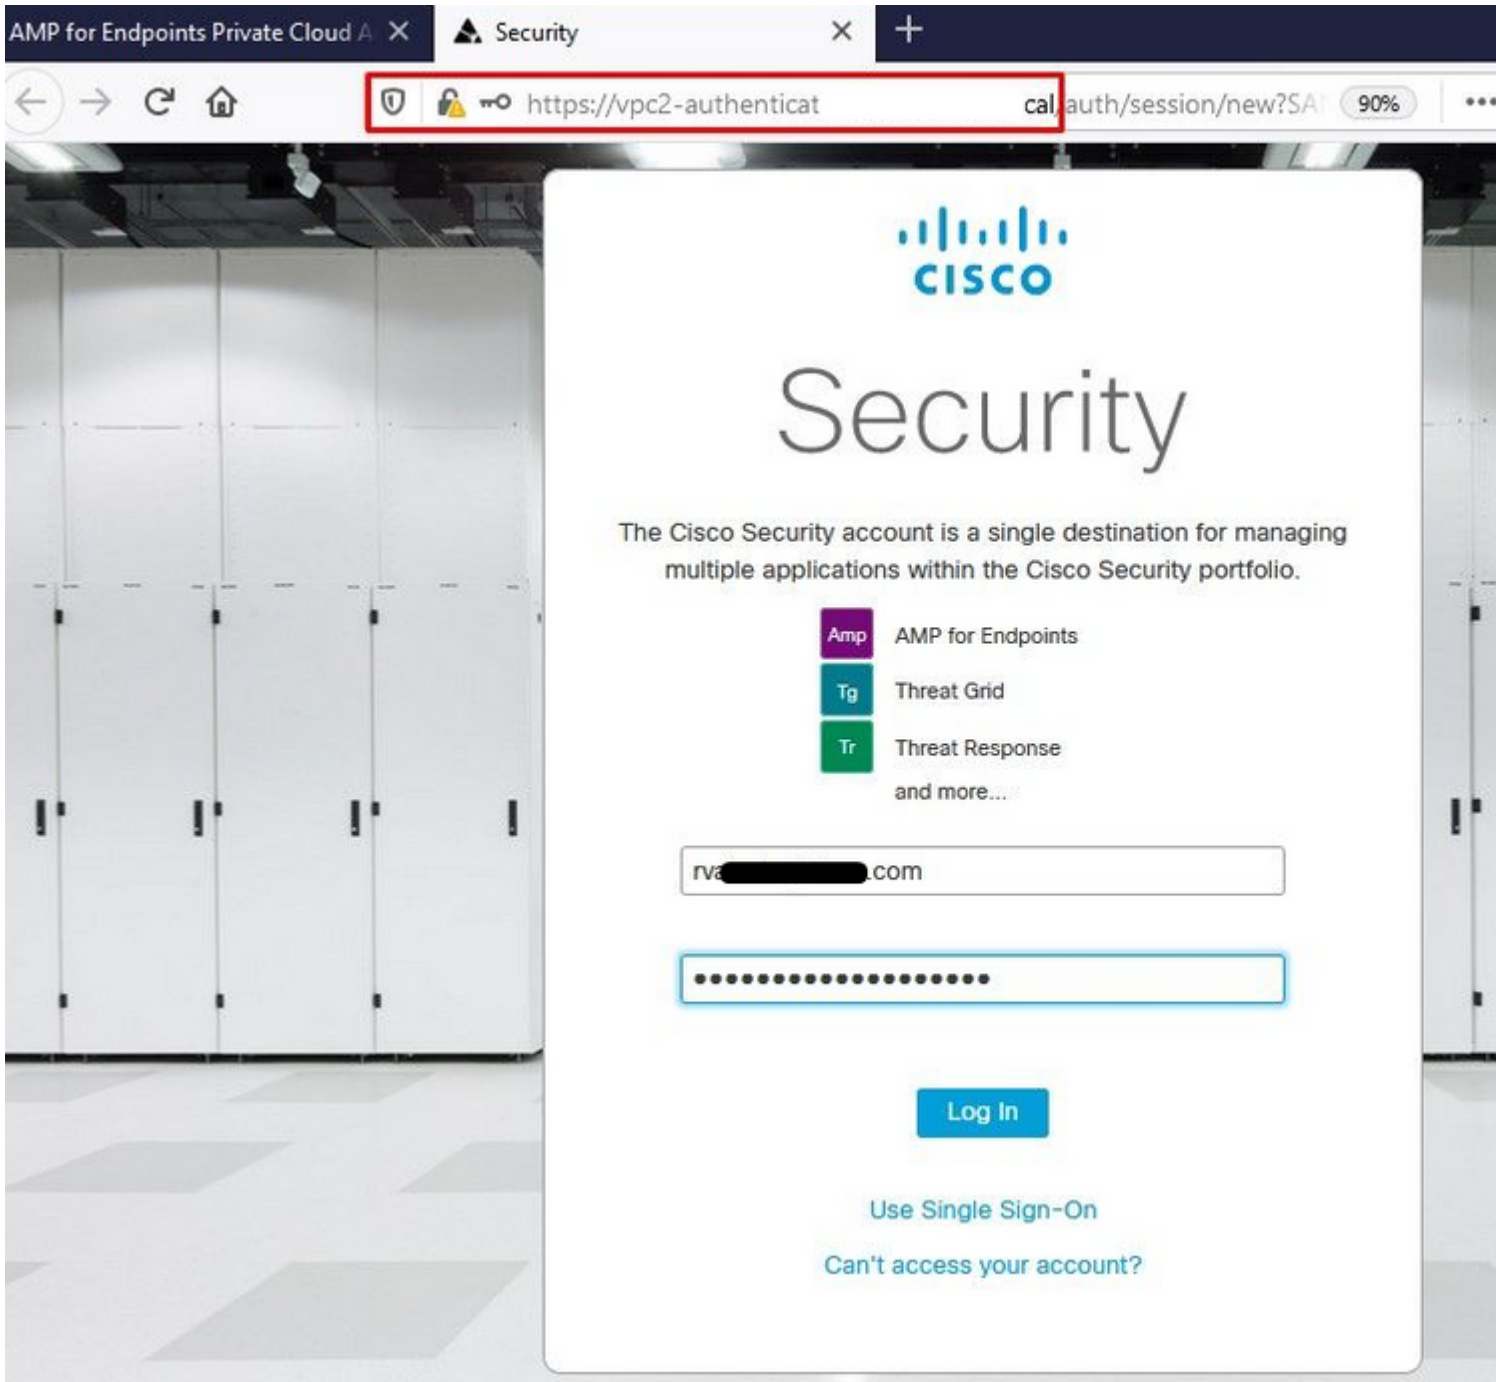 AMP for Endpoints Private Cloud A
Security
https://vpc2-authenticat cal/auth/session/new?SA
90%
CISCO
Security
The Cisco Security account is a single destination for managing
multiple applications within the Cisco Security portfolio.
Amp AMP for Endpoints
Tg Threat Grid
Tr Threat Response
and more...
rva .com
Log In
Use Single Sign-On
Can't access your account?